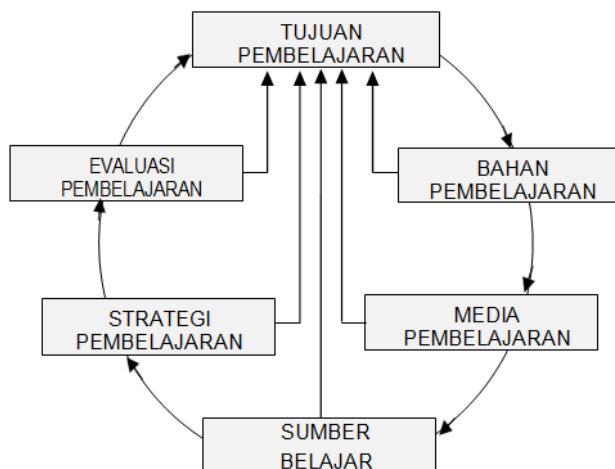 TUJUAN
PEMBELAJARAN
EVALUASI
PEMBELAJARAN
BAHAN
PEMBELAJARAN
STRATEGI
PEMBELAJARAN
MEDIA
PEMBELAJARAN
SUMBER
BELAJAR